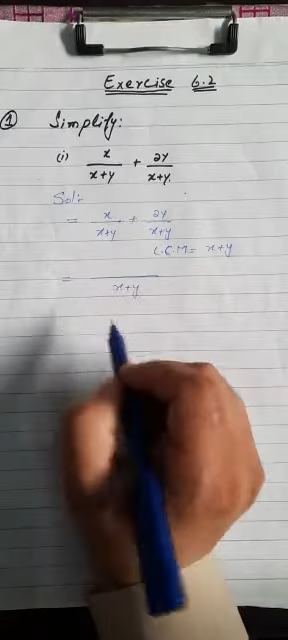 Exercise 6.2
① Simplify:
(i) x/x+y + 2y/x+y.
Sol:
= x/x+y + 2y/x+y
L.C.M = x+y
= /x+y